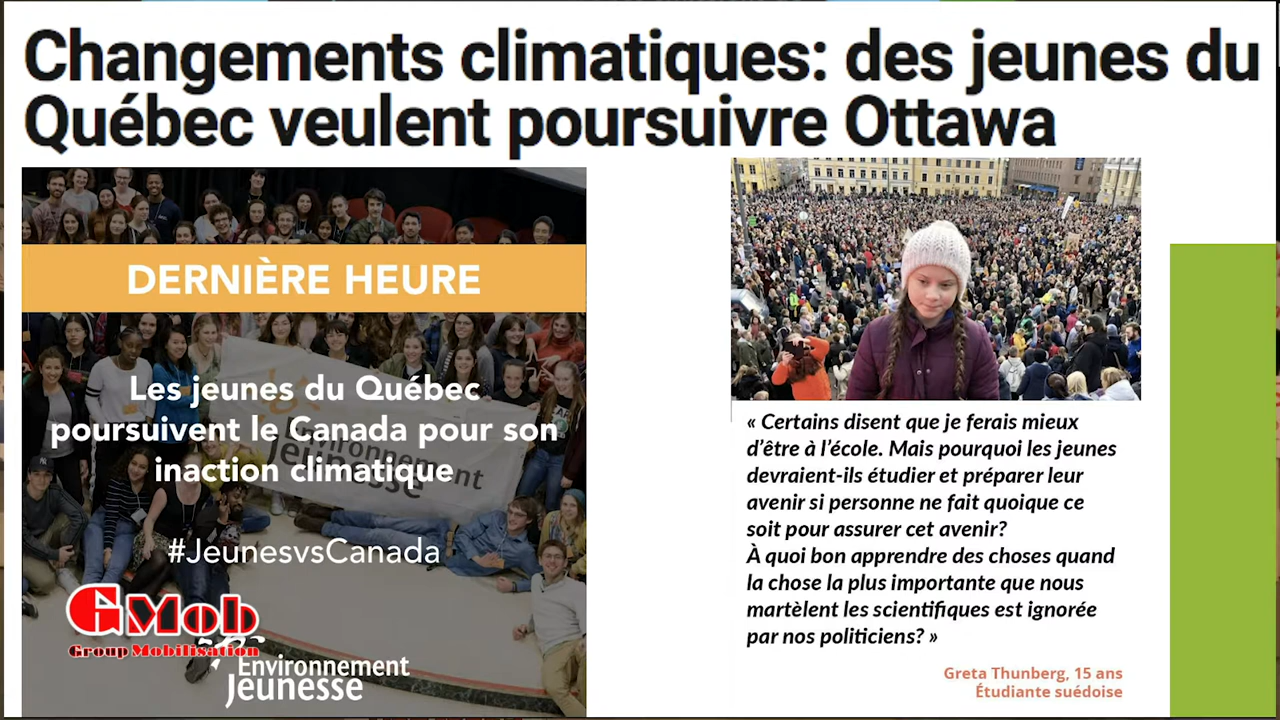 Changements climatiques: des jeunes du
Québec veulent poursuivre Ottawa
DERNIÈRE HEURE
Les jeunes du Québec
poursuivent le Canada pour son
inaction climatique
Environnement
Jeunesse
#JeunesvsCanada
GMob
Group Mobilisation
Environnement
Jeunesse
« Certains disent que je ferais mieux
d'être à l'école. Mais pourquoi les jeunes
devraient-ils étudier et préparer leur
avenir si personne ne fait quoique ce
soit pour assurer cet avenir?
À quoi bon apprendre des choses quand
la chose la plus importante que nous
martèlent les scientifiques est ignorée
par nos politiciens? »
Greta Thunberg, 15 ans
Étudiante suédoise